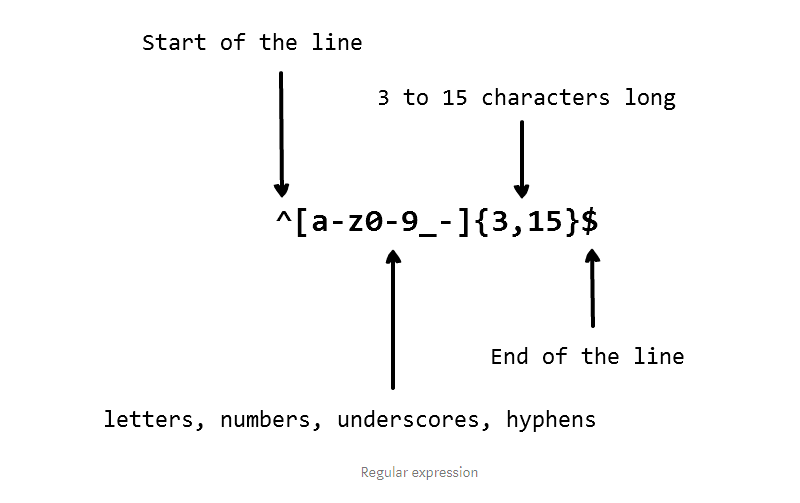 Start of the line
3 to 15 characters long
^[a-z0-9_-]{3,15}$
End of the line
letters, numbers, underscores, hyphens
Regular expression